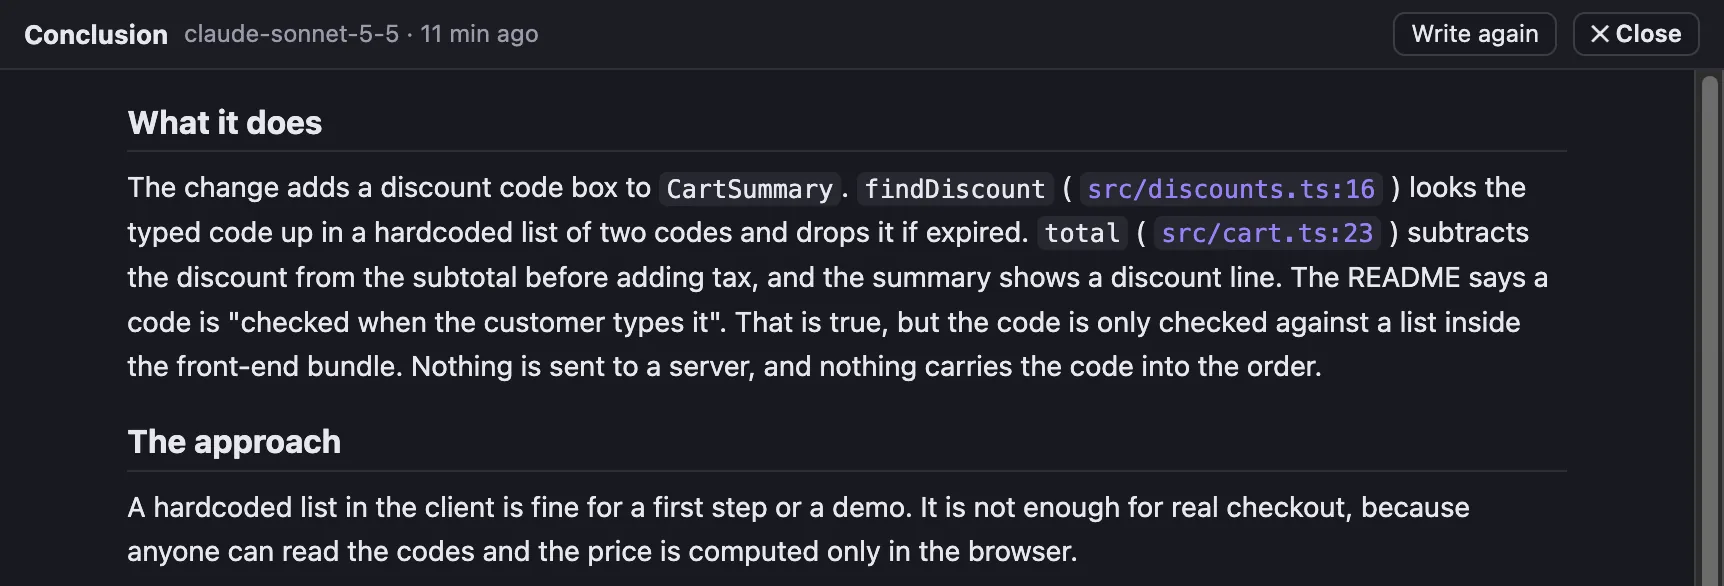 Conclusion claude-sonnet-5-5 · 11 min ago Write again ✕ Close
What it does
The change adds a discount code box to CartSummary. findDiscount ( src/discounts.ts:16 ) looks the
typed code up in a hardcoded list of two codes and drops it if expired. total ( src/cart.ts:23 ) subtracts
the discount from the subtotal before adding tax, and the summary shows a discount line. The README says a
code is "checked when the customer types it". That is true, but the code is only checked against a list inside
the front-end bundle. Nothing is sent to a server, and nothing carries the code into the order.
The approach
A hardcoded list in the client is fine for a first step or a demo. It is not enough for real checkout, because
anyone can read the codes and the price is computed only in the browser.